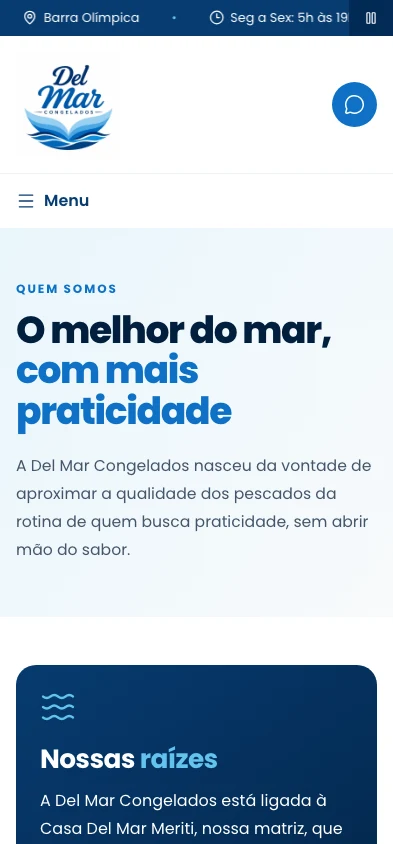 Barra Olímpica • Seg a Sex: 5h às 19
Del
Mar
CONGELADOS
Menu
QUEM SOMOS
O melhor do mar,
com mais
praticidade
A Del Mar Congelados nasceu da vontade de
aproximar a qualidade dos pescados da
rotina de quem busca praticidade, sem abrir
mão do sabor.
Nossas raízes
A Del Mar Congelados está ligada à
Casa Del Mar Meriti, nossa matriz, que